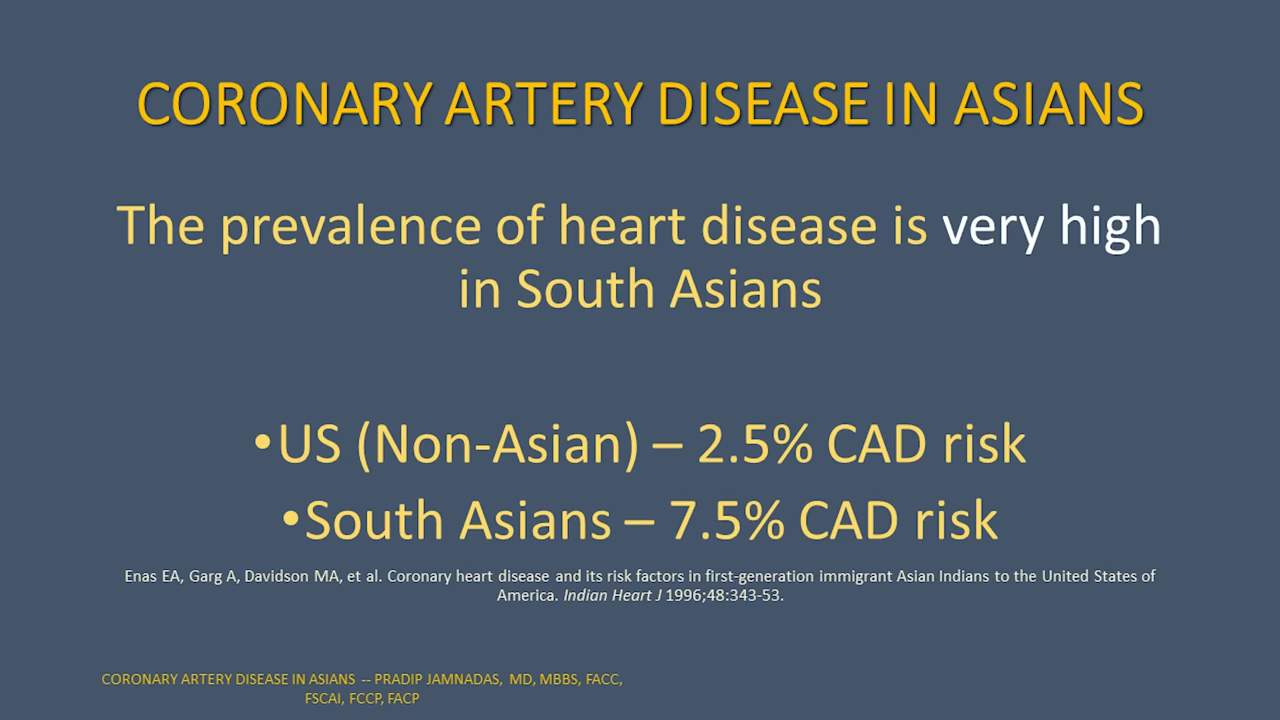 CORONARY ARTERY DISEASE IN ASIANS
The prevalence of heart disease is very high
in South Asians
•US (Non-Asian) – 2.5% CAD risk
•South Asians – 7.5% CAD risk
Enas EA, Garg A, Davidson MA, et al. Coronary heart disease and its risk factors in first-generation immigrant Asian Indians to the United States of
America. Indian Heart J 1996;48:343-53.
CORONARY ARTERY DISEASE IN ASIANS -- PRADIP JAMNADAS, MD, MBBS, FACC,
FSCAI, FCCP, FACP